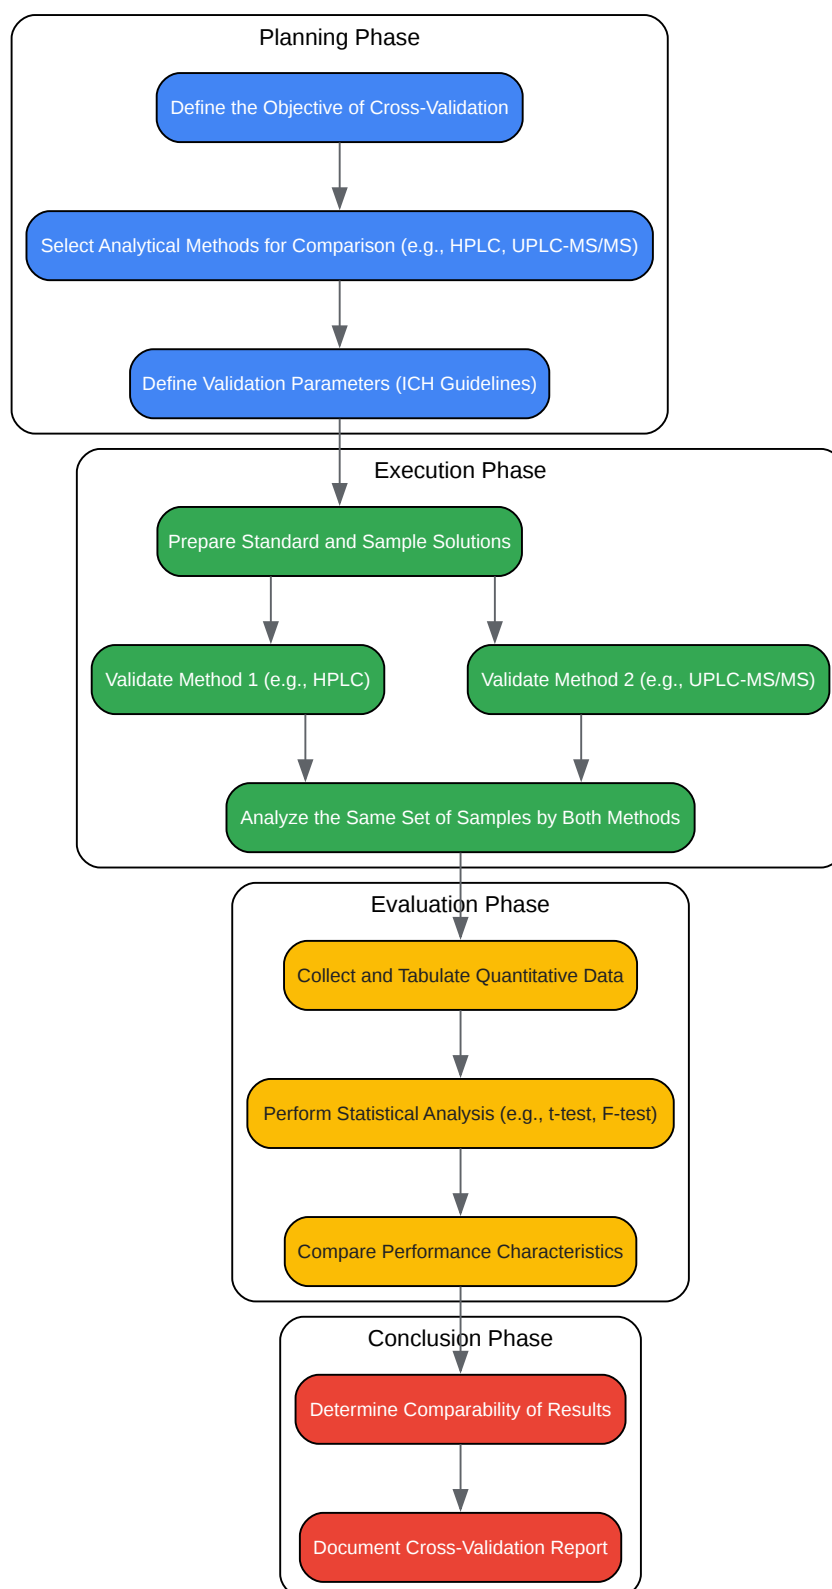 Planning Phase
Define the Objective of Cross-Validation
Select Analytical Methods for Comparison (e.g., HPLC, UPLC-MS/MS)
Define Validation Parameters (ICH Guidelines)
Execution Phase
Prepare Standard and Sample Solutions
Validate Method 1 (e.g., HPLC)
Validate Method 2 (e.g., UPLC-MS/MS)
Analyze the Same Set of Samples by Both Methods
Evaluation Phase
Collect and Tabulate Quantitative Data
Perform Statistical Analysis (e.g., t-test, F-test)
Compare Performance Characteristics
Conclusion Phase
Determine Comparability of Results
Document Cross-Validation Report